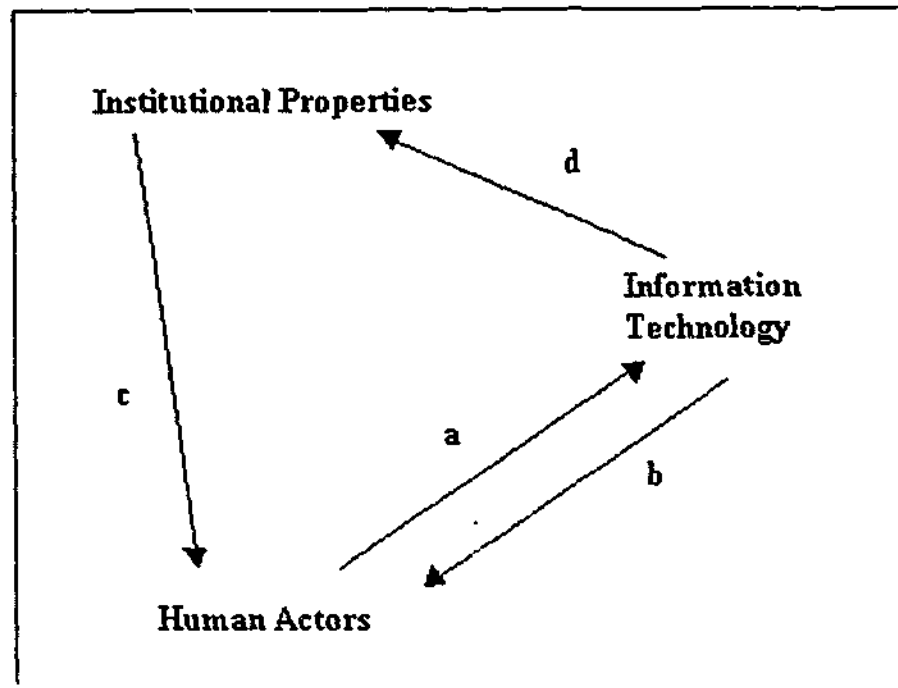 Institutional Properties
d
Information
Technology
c
a
b
Human Actors